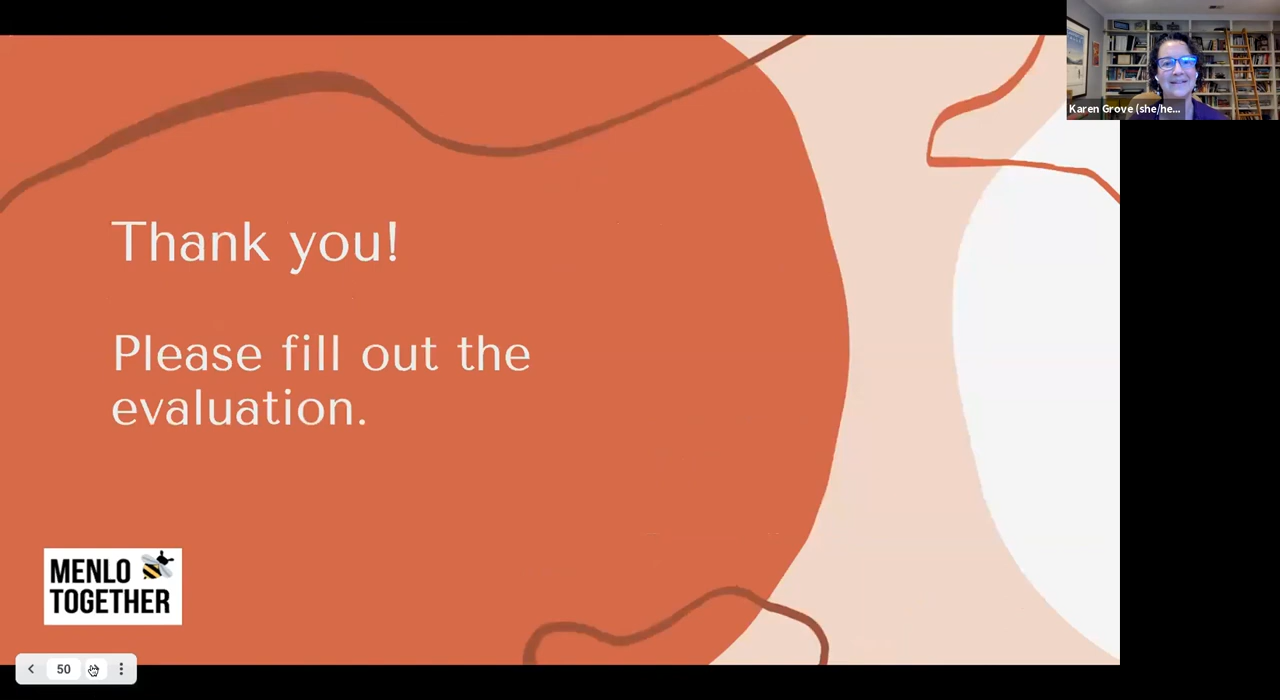 Thank you!
Please fill out the
evaluation.
MENLO
TOGETHER
50
Karen Grove (she/he...